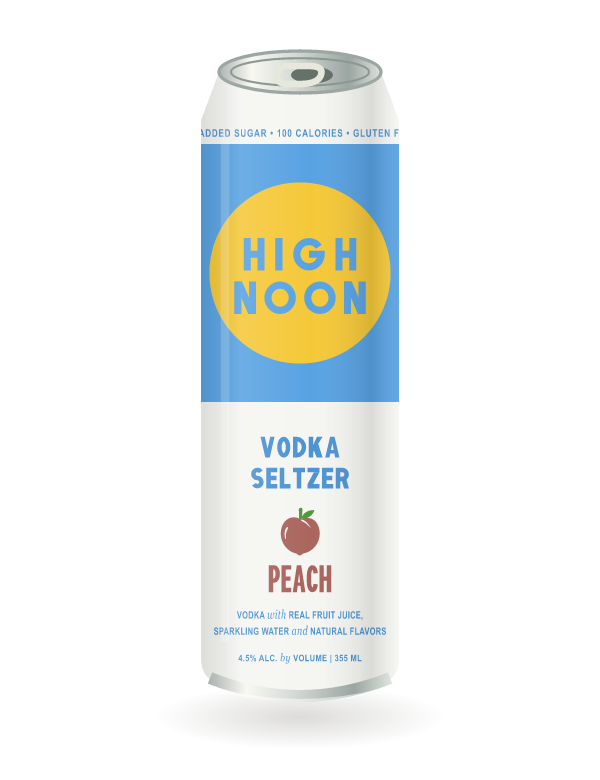 ADDED SUGAR • 100 CALORIES • GLUTEN F
HIGH
NOON
VODKA
SELTZER
PEACH
VODKA with REAL FRUIT JUICE,
SPARKLING WATER and NATURAL FLAVORS
4.5% ALC. by VOLUME | 355 ML